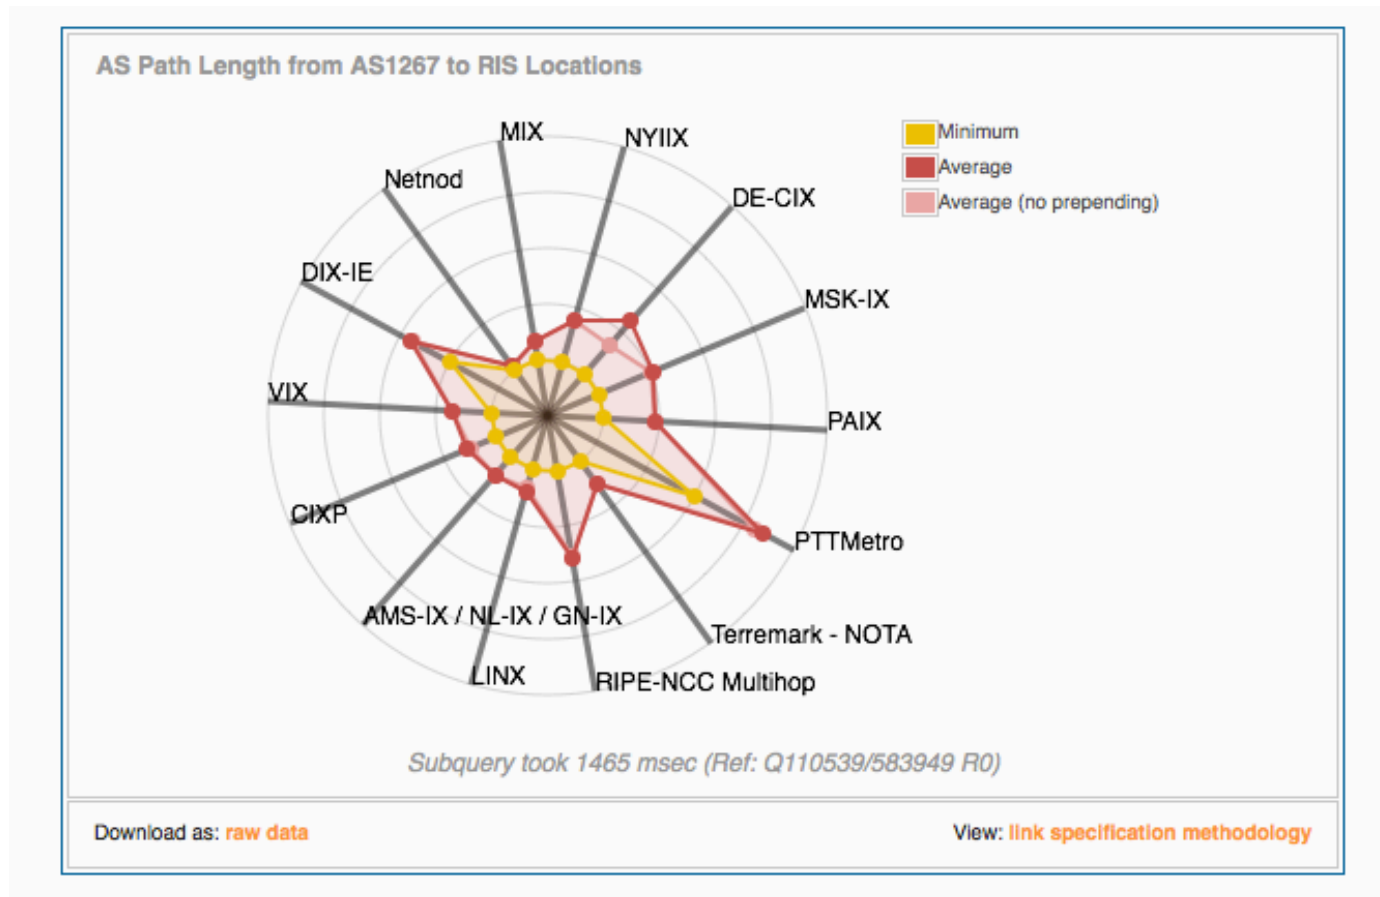 AS Path Length from AS1267 to RIS Locations
MIX
NYIIX
Minimum
Average
Average (no prepending)
Netnod
DE-CIX
DIX-IE
MSK-IX
VIX
PAIX
CIXP
PTTMetro
AMS-IX / NL-IX / GN-IX
Terremark - NOTA
LINX
RIPE-NCC Multihop
Subquery took 1465 msec (Ref: Q110539/583949 R0)
Download as: raw data
View: link specification methodology